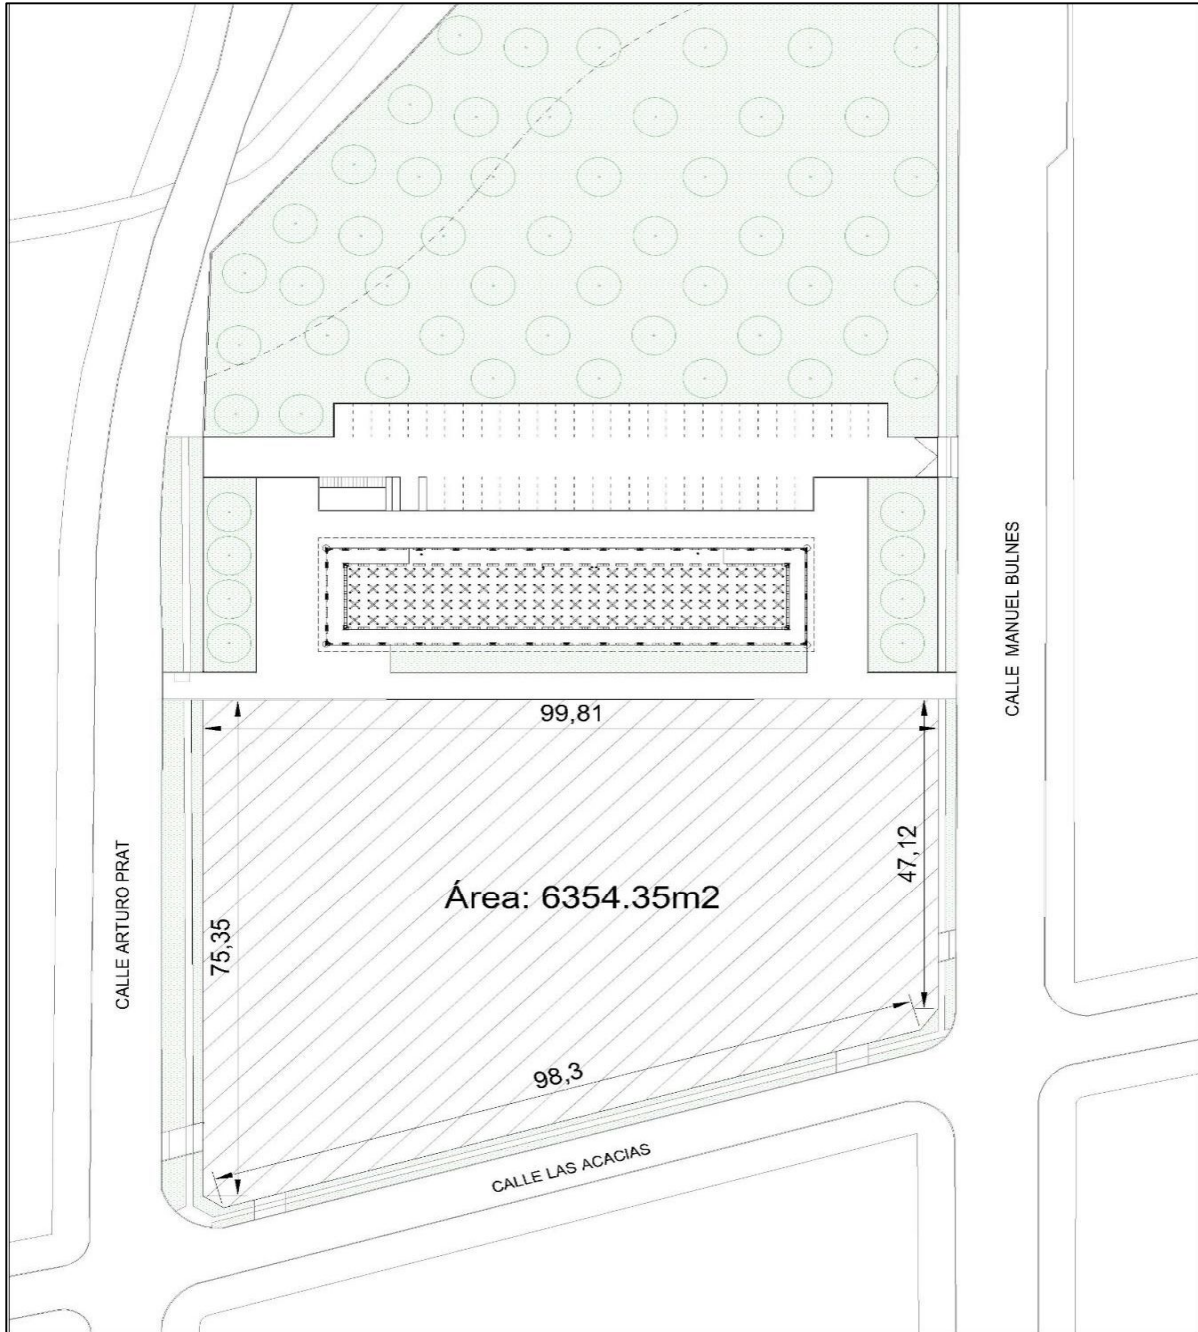 CALLE MANUEL BULNES
99,81
47,12
CALLE ARTURO PRAT
Área: 6354.35m2
75,35
98,3
CALLE LAS ACACIAS